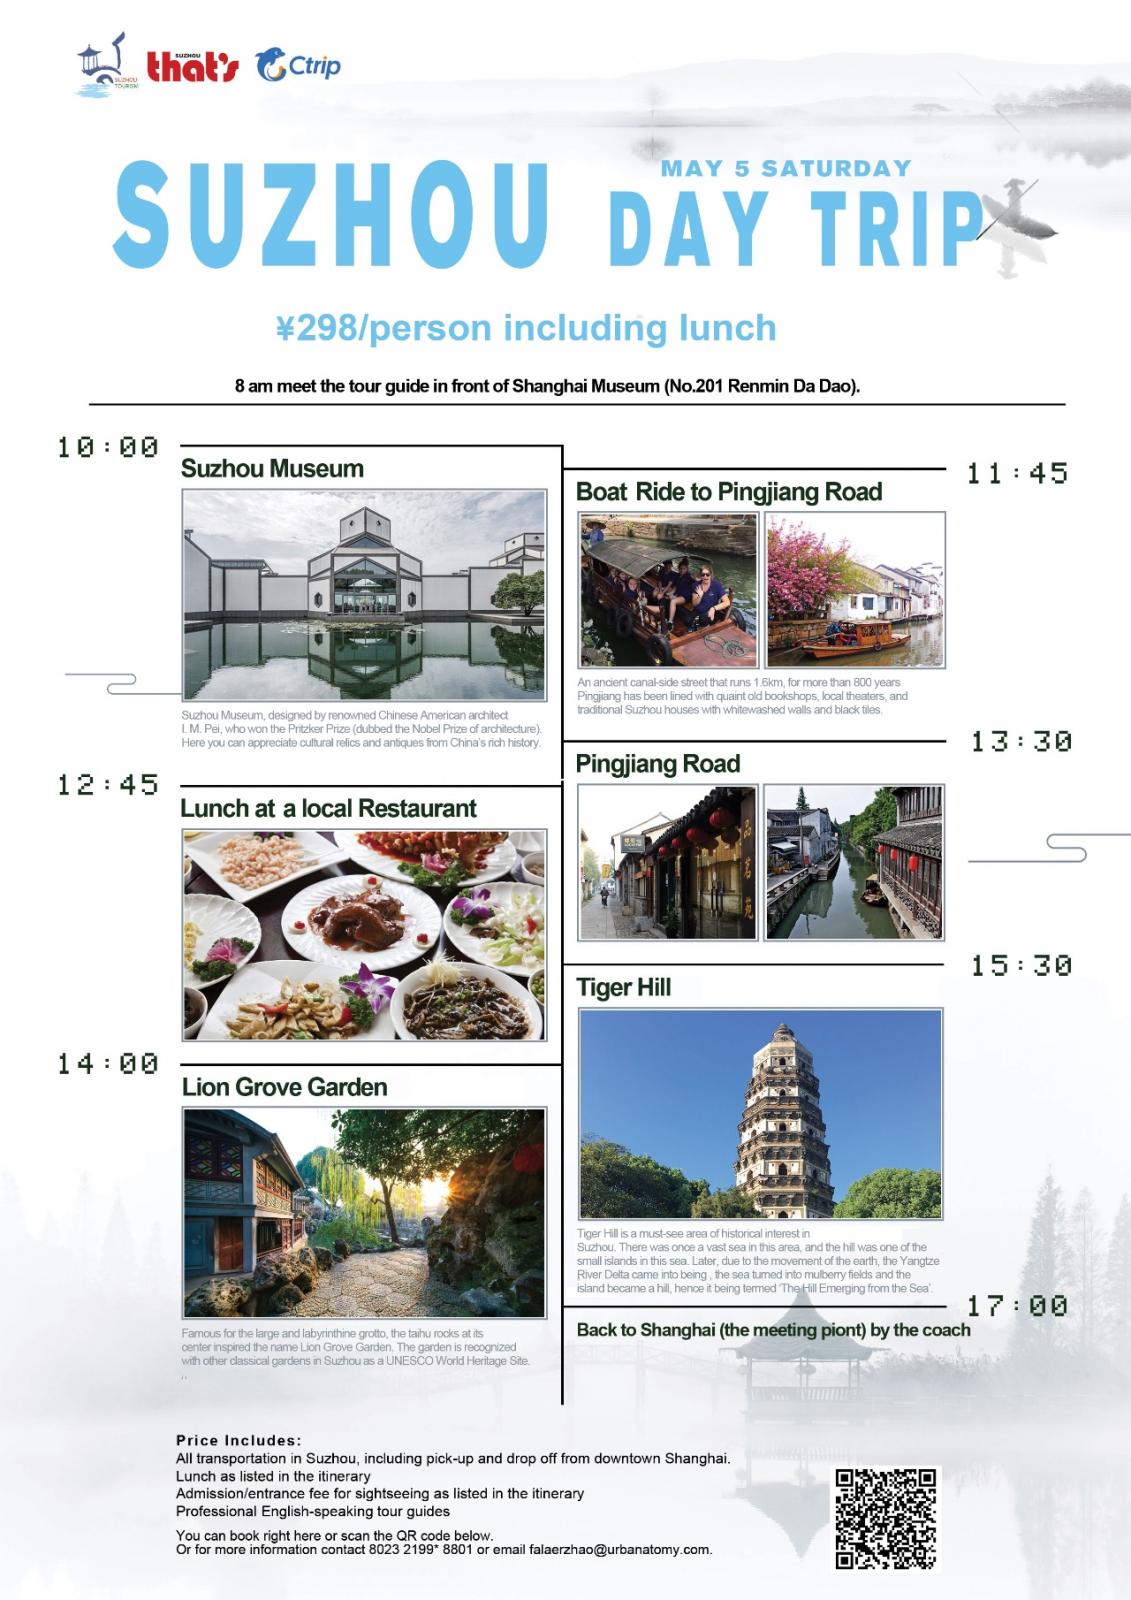 SUZHOU
TOURISM
SUZHOU
that's
Ctrip
MAY 5 SATURDAY
SUZHOU DAY TRIP
¥298/person including lunch
8 am meet the tour guide in front of Shanghai Museum (No.201 Renmin Da Dao).
10:00
Suzhou Museum
Suzhou Museum, designed by renowned Chinese American architect
I. M. Pei, who won the Pritzker Prize (dubbed the Nobel Prize of architecture).
Here you can appreciate cultural relics and antiques from China's rich history.
11:45
Boat Ride to Pingjiang Road
An ancient canal-side street that runs 1.6km, for more than 800 years
Pingjiang has been lined with quaint old bookshops, local theaters, and
traditional Suzhou houses with whitewashed walls and black tiles.
12:45
Lunch at a local Restaurant
13:30
Pingjiang Road
品茗苑
14:00
Lion Grove Garden
Famous for the large and labyrinthine grotto, the taihu rocks at its
center inspired the name Lion Grove Garden. The garden is recognized
with other classical gardens in Suzhou as a UNESCO World Heritage Site.
15:30
Tiger Hill
Tiger Hill is a must-see area of historical interest in
Suzhou. There was once a vast sea in this area, and the hill was one of the
small islands in this sea. Later, due to the movement of the earth, the Yangtze
River Delta came into being , the sea turned into mulberry fields and the
island became a hill, hence it being termed 'The Hill Emerging from the Sea'.
17:00
Back to Shanghai (the meeting piont) by the coach
Price Includes:
All transportation in Suzhou, including pick-up and drop off from downtown Shanghai.
Lunch as listed in the itinerary
Admission/entrance fee for sightseeing as listed in the itinerary
Professional English-speaking tour guides
You can book right here or scan the QR code below.
Or for more information contact 8023 2199* 8801 or email falaerzhao@urbanatomy.com.